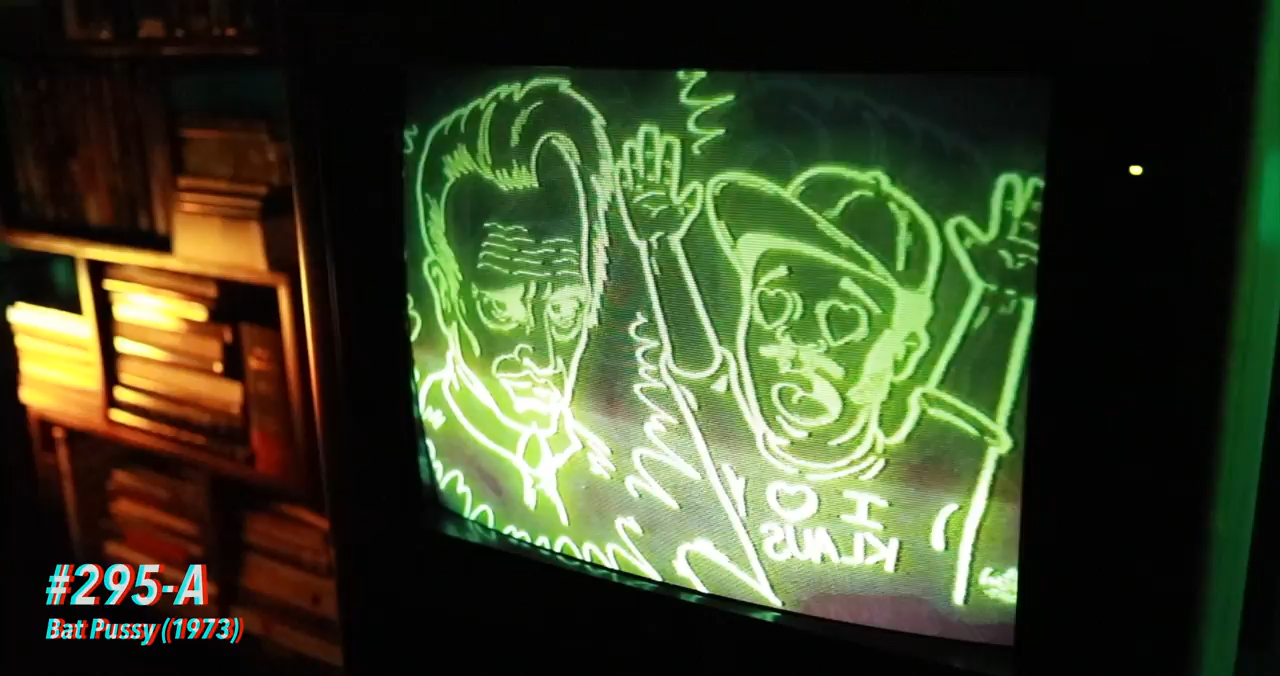 I ♡
KLAUS
#295-A
Bat Pussy (1973)